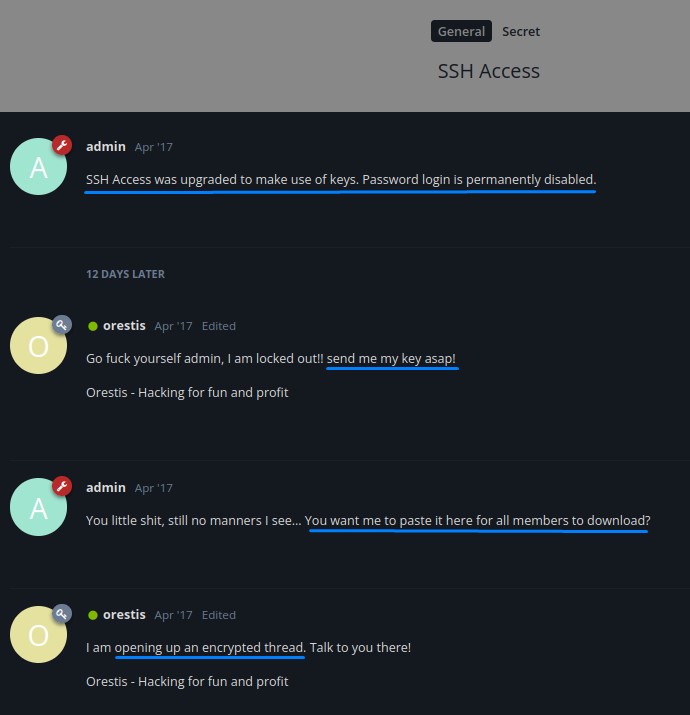 General Secret
SSH Access
A
admin Apr '17
SSH Access was upgraded to make use of keys. Password login is permanently disabled.
12 DAYS LATER
O
orestis Apr '17 Edited
Go fuck yourself admin, I am locked out!! send me my key asap!
Orestis - Hacking for fun and profit
A
admin Apr '17
You little shit, still no manners I see... You want me to paste it here for all members to download?
O
orestis Apr '17 Edited
I am opening up an encrypted thread. Talk to you there!
Orestis - Hacking for fun and profit